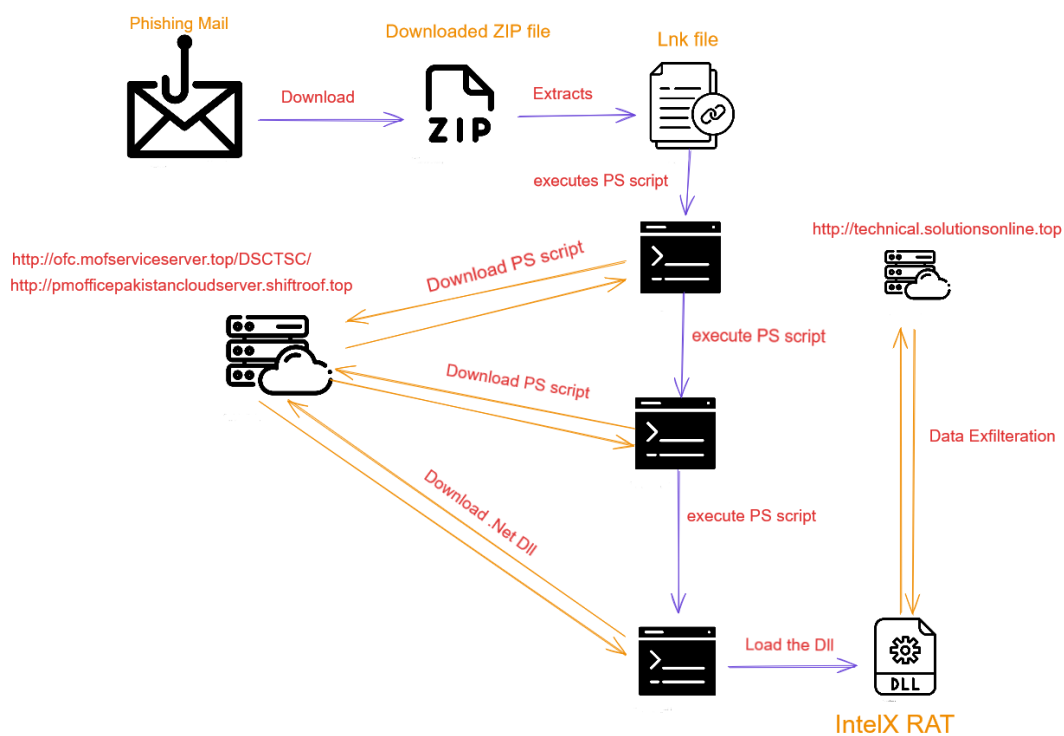 Phishing Mail
Downloaded ZIP file
Lnk file
Download
ZIP
Extracts
executes PS script
http://technical.solutionsonline.top
http://ofc.mofserviceserver.top/DSCTSC/
http://pmofficepakistancloudserver.shiftroof.top
Download PS script
execute PS script
Download PS script
Data Exfilteration
Download .Net Dll
execute PS script
Load the Dll
DLL
IntelX RAT